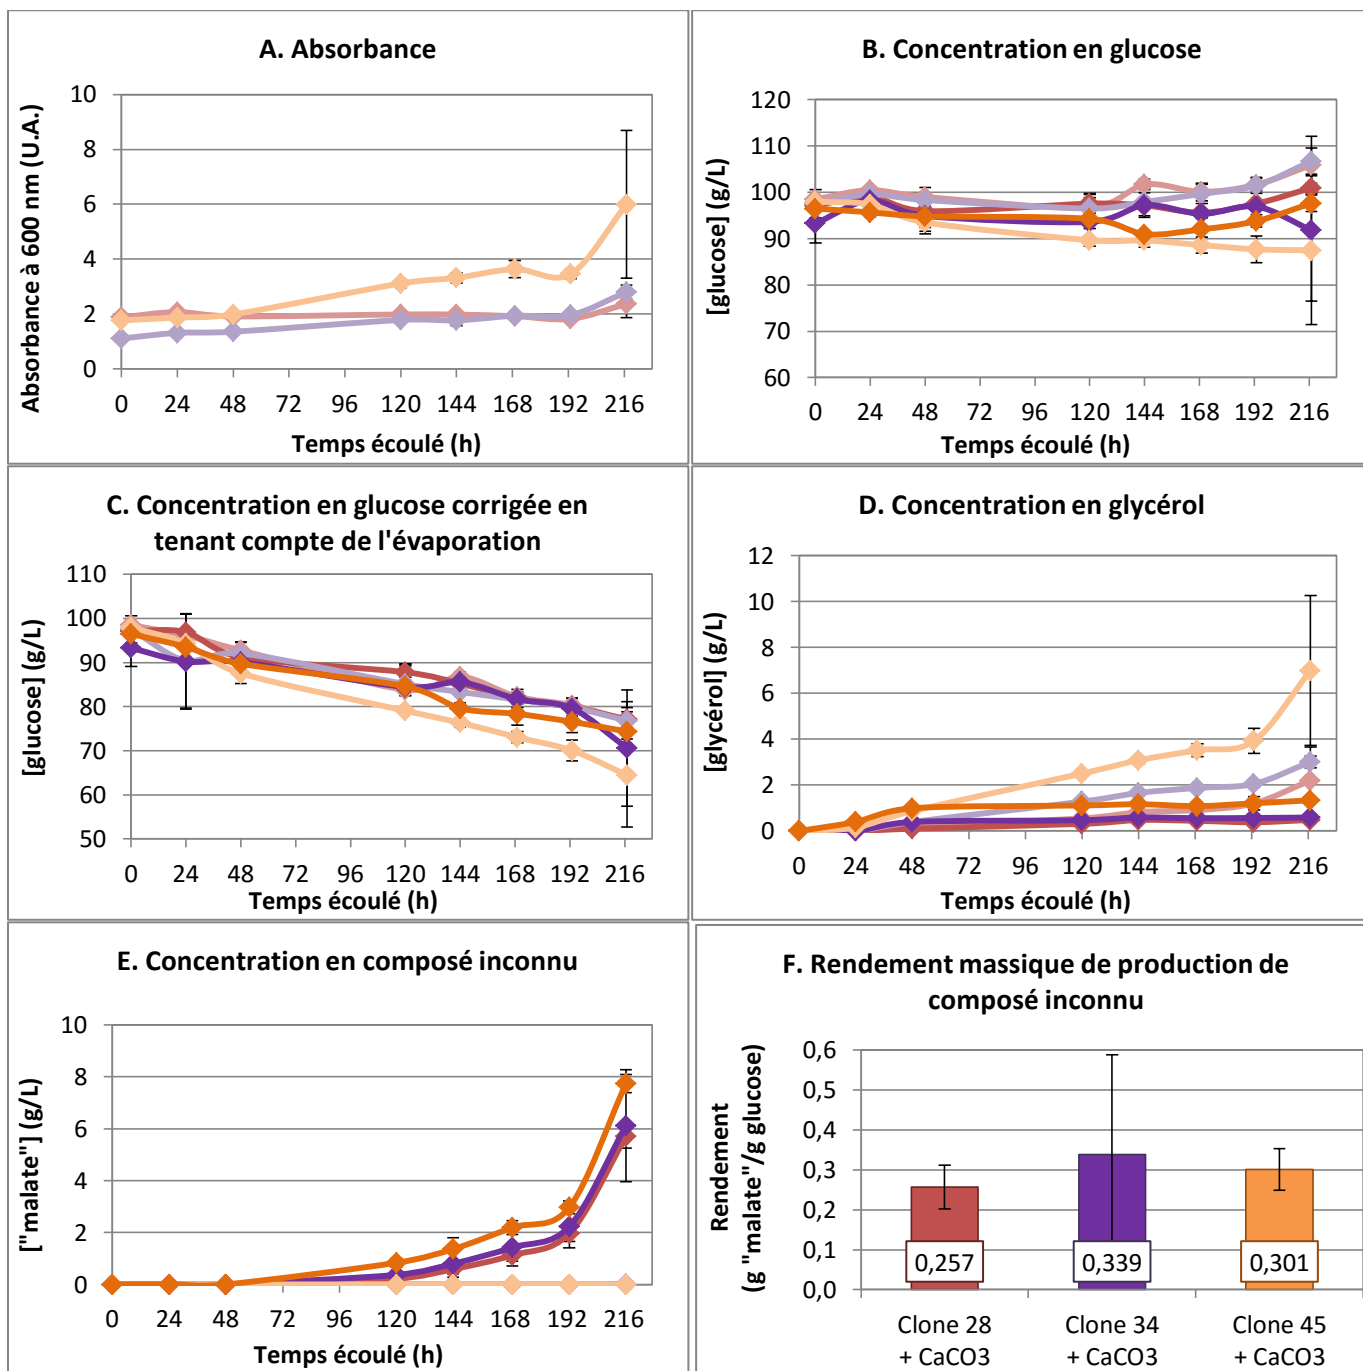 A. Absorbance
Absorbance à 600 nm (U.A.)
10
8
6
4
2
0
0 24 48 72 96 120 144 168 192 216
Temps écoulé (h)
B. Concentration en glucose
[glucose] (g/L)
120
110
100
90
80
70
60
0 24 48 72 96 120 144 168 192 216
Temps écoulé (h)
C. Concentration en glucose corrigée en
tenant compte de l'évaporation
[glucose] (g/L)
110
100
90
80
70
60
50
0 24 48 72 96 120 144 168 192 216
Temps écoulé (h)
D. Concentration en glycérol
[glycérol] (g/L)
12
10
8
6
4
2
0
0 24 48 72 96 120 144 168 192 216
Temps écoulé (h)
E. Concentration en composé inconnu
["malate"] (g/L)
10
8
6
4
2
0
0 24 48 72 96 120 144 168 192 216
Temps écoulé (h)
F. Rendement massique de production de
composé inconnu
Rendement
(g "malate"/g glucose)
0,6
0,5
0,4
0,3
0,2
0,1
0,0
0,257 0,339 0,301
Clone 28 Clone 34 Clone 45
+ CaCO3 + CaCO3 + CaCO3